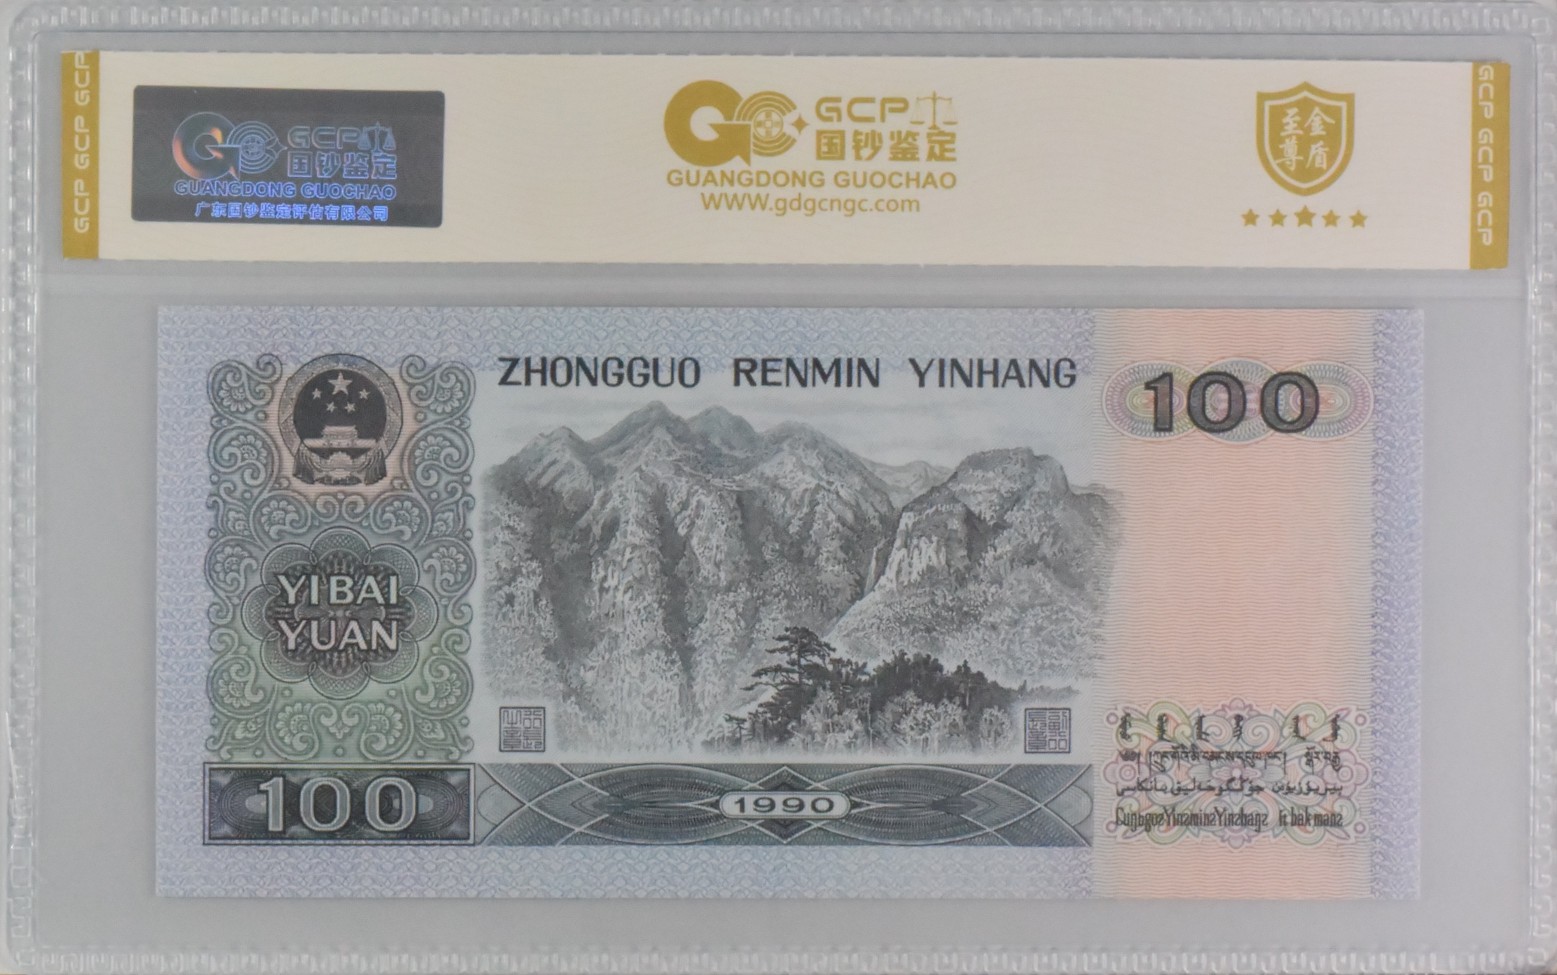 GCP GCP GCP
GCP
国钞鉴定
GUANGDONG GUOCHAO
广东国钞鉴定评估有限公司
GCP
国钞鉴定
GUANGDONG GUOCHAO
WWW.gdgcngc.com
金盾
至尊
GCP GCP GCP
ZHONGGUO RENMIN YINHANG
100
YIBAI
YUAN
100
1990